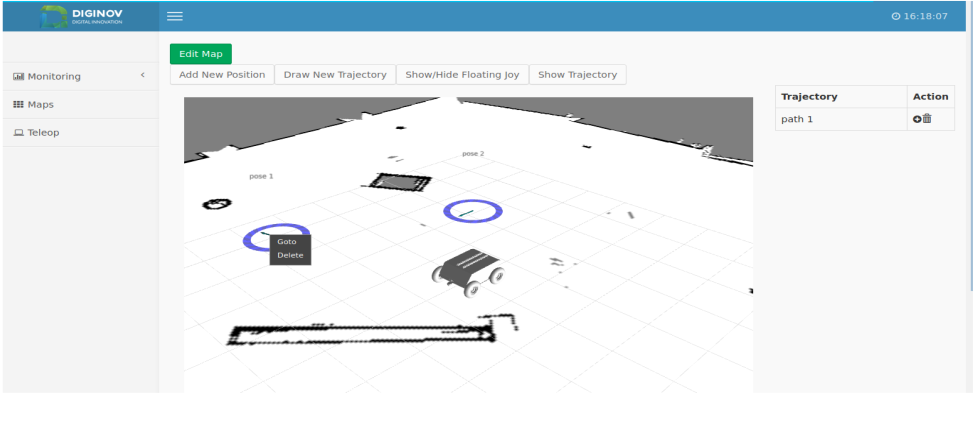 DIGINOV
DIGITAL INNOVATION
16:18:07
Monitoring
Maps
Teleop
Edit Map
Add New Position
Draw New Trajectory
Show/Hide Floating Joy
Show Trajectory
pose 1
pose 2
Goto
Delete
Trajectory Action
path 1